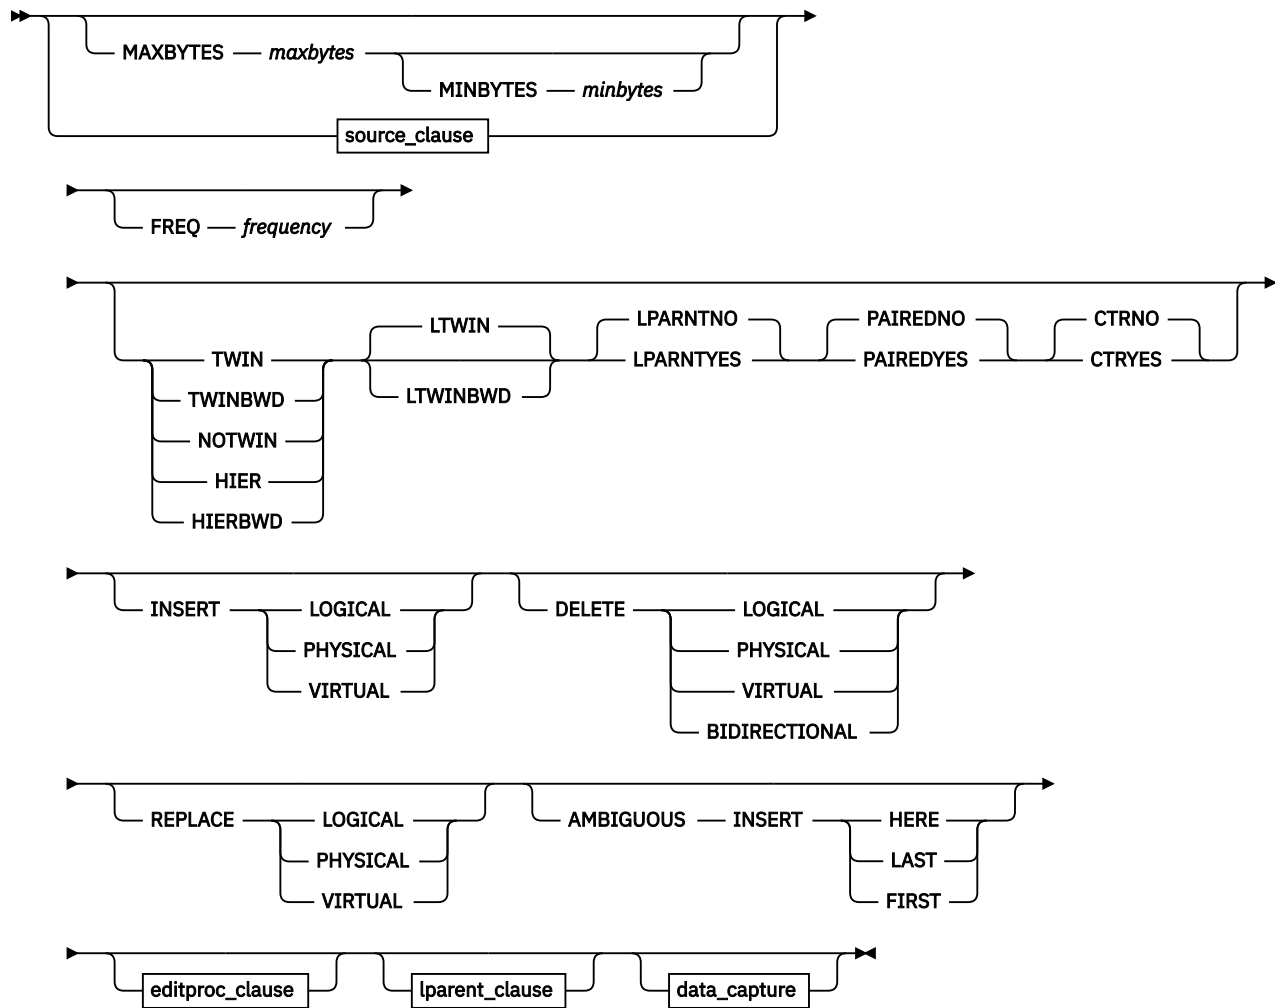 MAXBYTES maxbytes
MINBYTES minbytes
source_clause
FREQ frequency
LTWIN LPARNTNO PAIREDNO CTRNO
TWIN LPARNTYES PAIREDYES CTRYES
TWINBWD LTWINBWD
NOTWIN
HIER
HIERBWD
INSERT LOGICAL DELETE LOGICAL
PHYSICAL PHYSICAL
VIRTUAL VIRTUAL
BIDIRECTIONAL
REPLACE LOGICAL AMBIGUOUS INSERT HERE
PHYSICAL LAST
VIRTUAL FIRST
editproc_clause lparent_clause data_capture